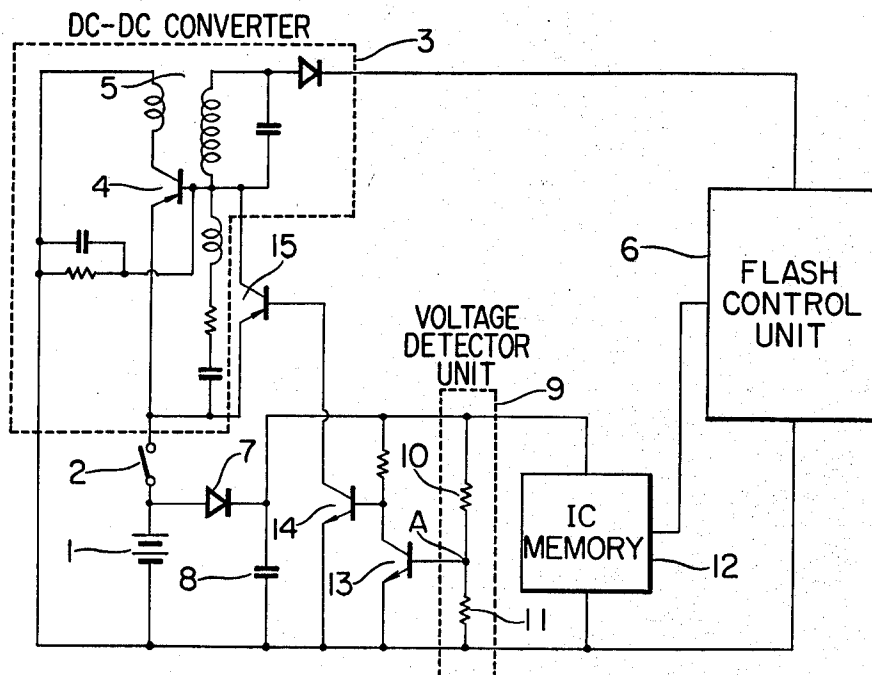 DC-DC CONVERTER
3
5
4
15
6
FLASH
CONTROL
UNIT
VOLTAGE
DETECTOR
UNIT
9
2
7
10
14
A
IC
MEMORY
1
8
13
12
11